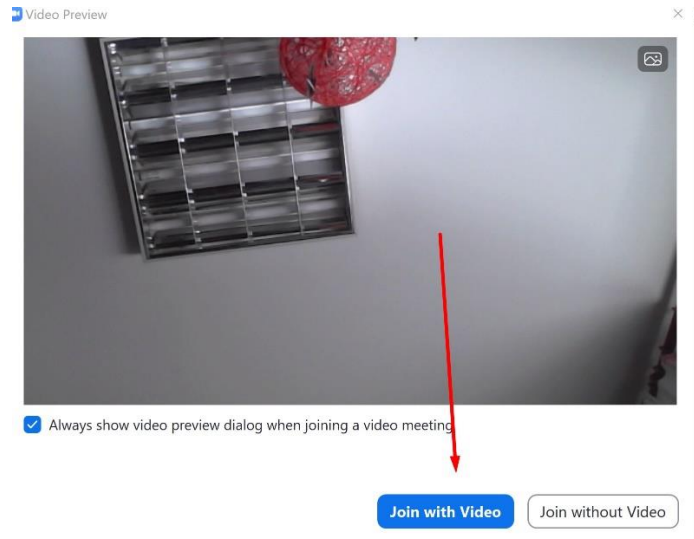 Video Preview
Always show video preview dialog when joining a video meeting
Join with Video
Join without Video